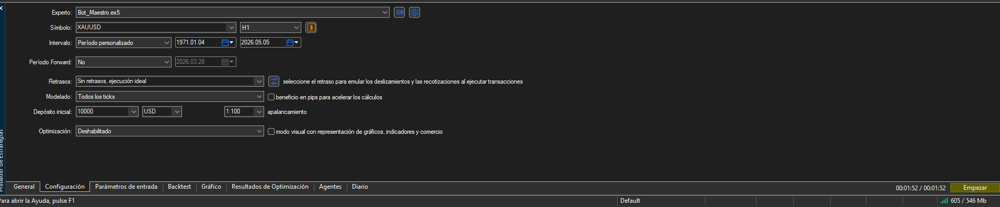 Experto: Bot_Maestro.ex5 IDE
Símbolo: XAUUSD H1 $
Intervalo: Período personalizado 1971.01.04 2026.05.05
Período Forward: No 2026.03.28
Retrasos: Sin retrasos, ejecución ideal seleccione el retraso para emular los deslizamientos y las recotizaciones al ejecutar transacciones
Modelado: Todos los ticks beneficio en pips para acelerar los cálculos
Depósito inicial: 10000 USD 1:100 apalancamiento
Optimización: Deshabilitado modo visual con representación de gráficos, indicadores y comercio
Probador de Estrategias
General Configuración Parámetros de entrada Backtest Gráfico Resultados de Optimización Agentes Diario 00:01:52 / 00:01:52 Empezar
Para abrir la Ayuda, pulse F1 Default 605 / 546 Mb